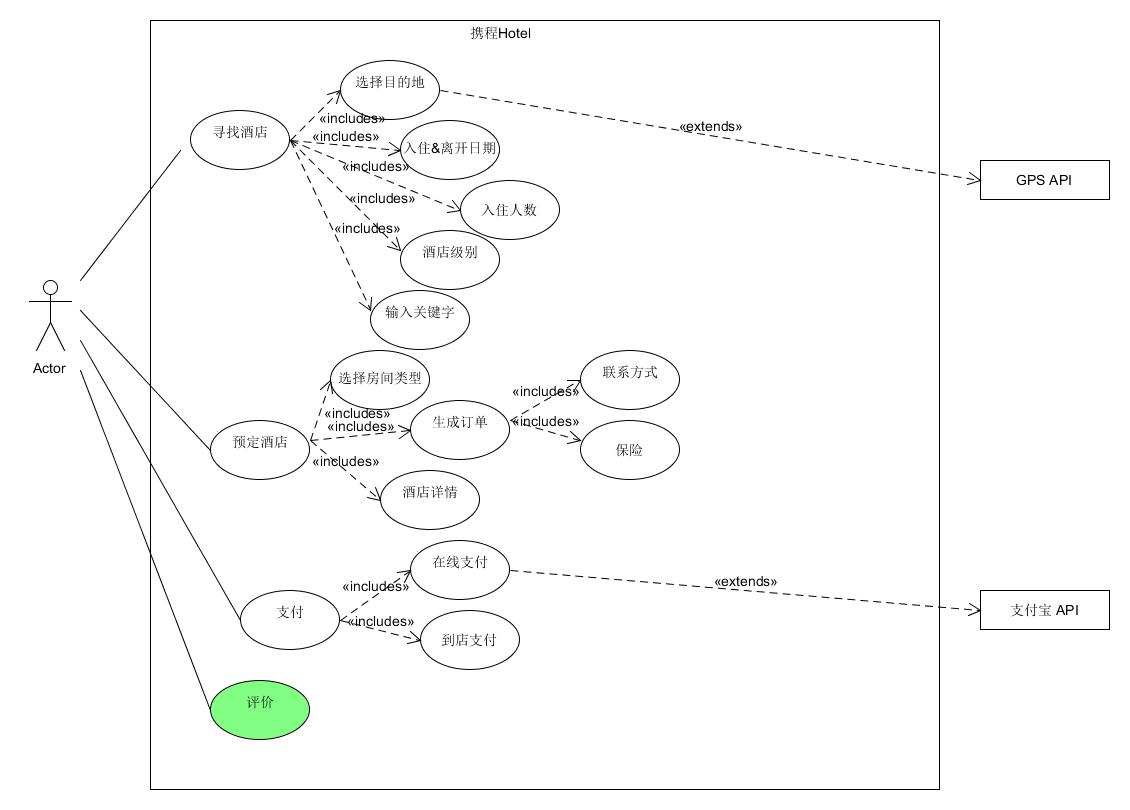 携程Hotel
选择目的地
«includes»
«extends»
寻找酒店
«includes»
入住&离开日期
«includes»
GPS API
«includes»
入住人数
«includes»
酒店级别
输入关键字
Actor
选择房间类型
联系方式
«includes»
«includes»
«includes»
生成订单
«includes»
预定酒店
保险
«includes»
酒店详情
在线支付
«extends»
«includes»
支付
支付宝 API
«includes»
到店支付
评价